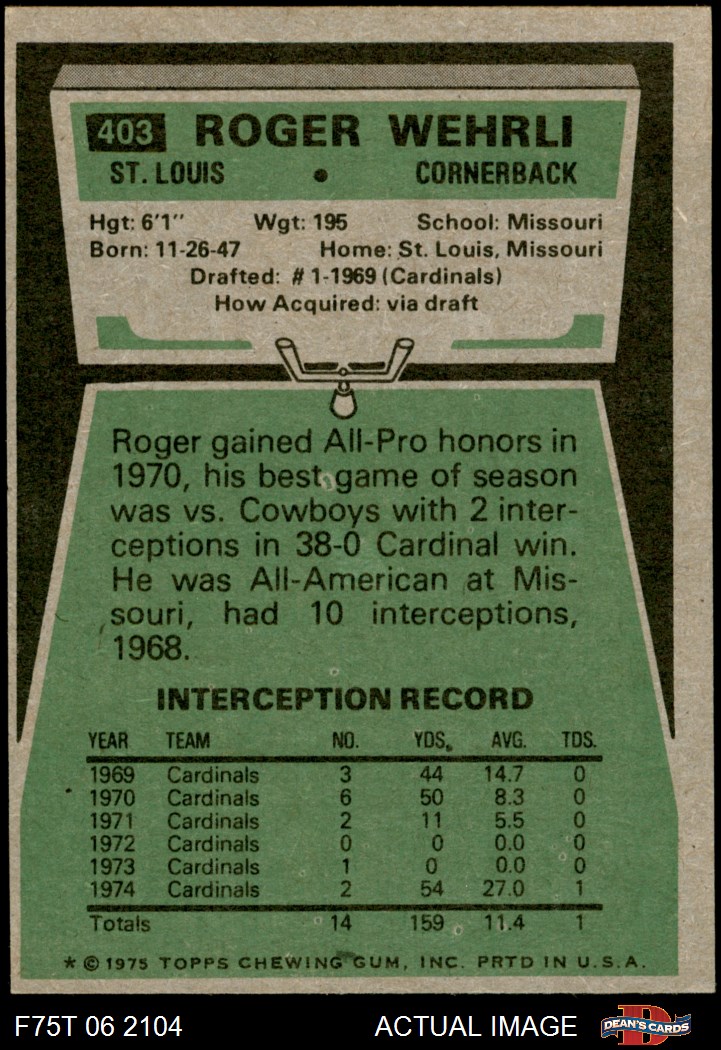 403 ROGER WEHRLI
ST. LOUIS • CORNERBACK
Hgt: 6'1" Wgt: 195 School: Missouri
Born: 11-26-47 Home: St. Louis, Missouri
Drafted: #1-1969 (Cardinals)
How Acquired: via draft
Roger gained All-Pro honors in
1970, his best game of season
was vs. Cowboys with 2 inter-
ceptions in 38-0 Cardinal win.
He was All-American at Mis-
souri, had 10 interceptions,
1968.
INTERCEPTION RECORD
YEAR TEAM NO. YDS. AVG. TDS.
1969 Cardinals 3 44 14.7 0
1970 Cardinals 6 50 8.3 0
1971 Cardinals 2 11 5.5 0
1972 Cardinals 0 0 0.0 0
1973 Cardinals 1 0 0.0 0
1974 Cardinals 2 54 27.0 1
Totals 14 159 11.4 1
* © 1975 TOPPS CHEWING GUM, INC. PRTD IN U.S.A.
F75T 06 2104 ACTUAL IMAGE D DEAN'S CARDS